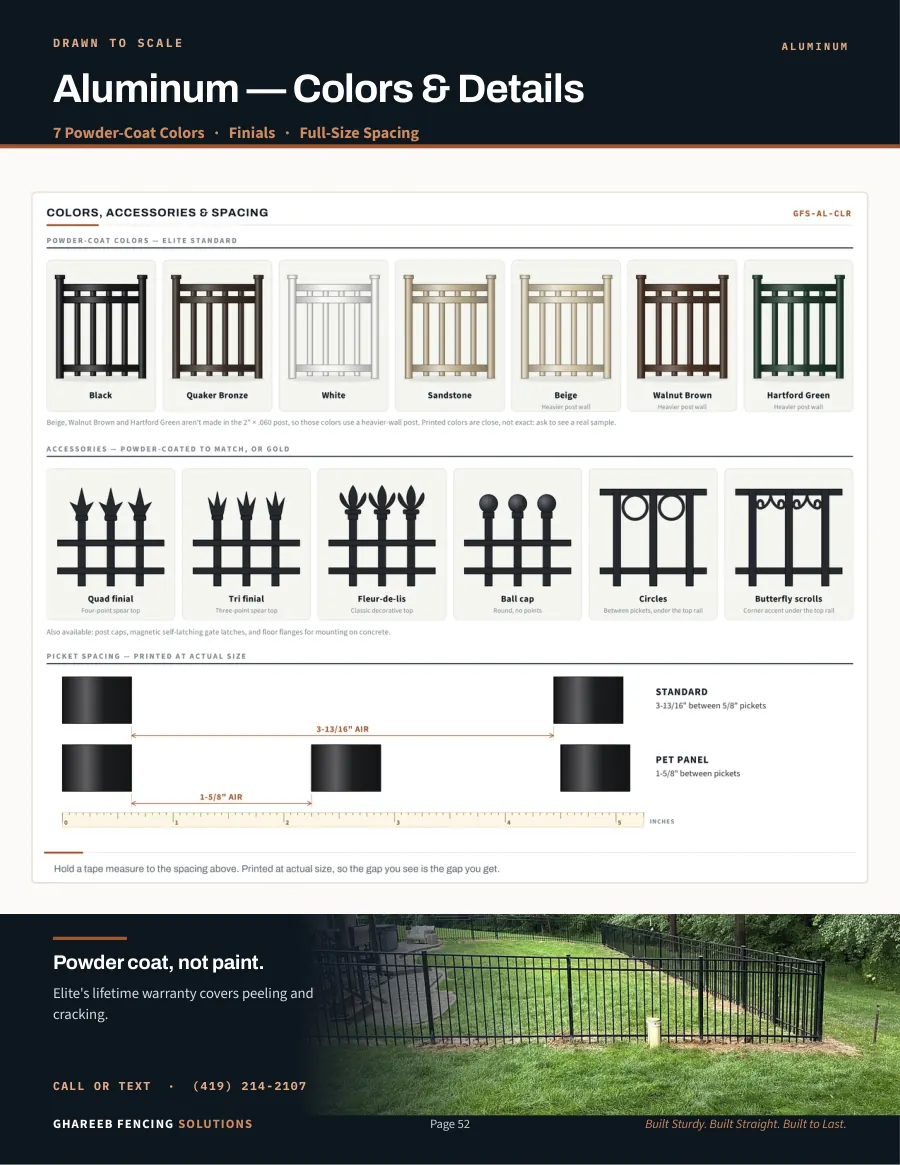 DRAWN TO SCALE
ALUMINUM
Aluminum — Colors & Details
7 Powder-Coat Colors · Finials · Full-Size Spacing
COLORS, ACCESSORIES & SPACING
GFS-AL-CLR
POWDER-COAT COLORS — ELITE STANDARD
Black
Quaker Bronze
White
Sandstone
Beige
Heavier post wall
Walnut Brown
Heavier post wall
Hartford Green
Heavier post wall
Beige, Walnut Brown and Hartford Green aren't made in the 2" × .060 post, so those colors use a heavier-wall post. Printed colors are close, not exact: ask to see a real sample.
ACCESSORIES — POWDER-COATED TO MATCH, OR GOLD
Quad finial
Four-point spear top
Tri finial
Three-point spear top
Fleur-de-lis
Classic decorative top
Ball cap
Round, no points
Circles
Between pickets, under the top rail
Butterfly scrolls
Corner accent under the top rail
Also available: post caps, magnetic self-latching gate latches, and floor flanges for mounting on concrete.
PICKET SPACING — PRINTED AT ACTUAL SIZE
STANDARD
3-13/16" between 5/8" pickets
3-13/16" AIR
PET PANEL
1-5/8" between pickets
1-5/8" AIR
0 1 2 3 4 5 INCHES
Hold a tape measure to the spacing above. Printed at actual size, so the gap you see is the gap you get.
Powder coat, not paint.
Elite's lifetime warranty covers peeling and
cracking.
CALL OR TEXT · (419) 214-2107
GHAREEB FENCING SOLUTIONS
Page 52
Built Sturdy. Built Straight. Built to Last.